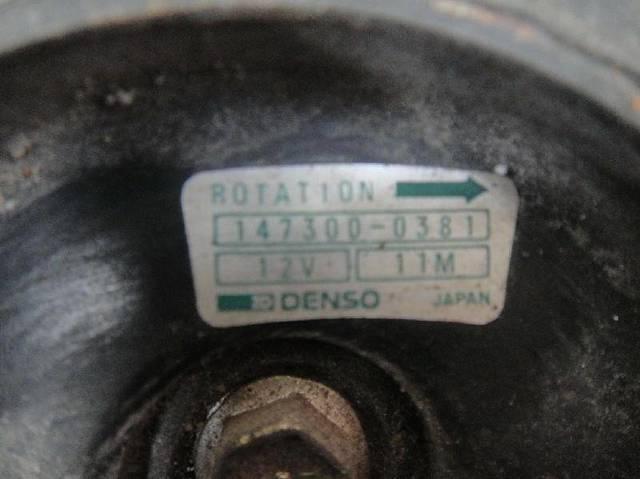 ROTATION
147300-0381
12V 11M
DENSO JAPAN